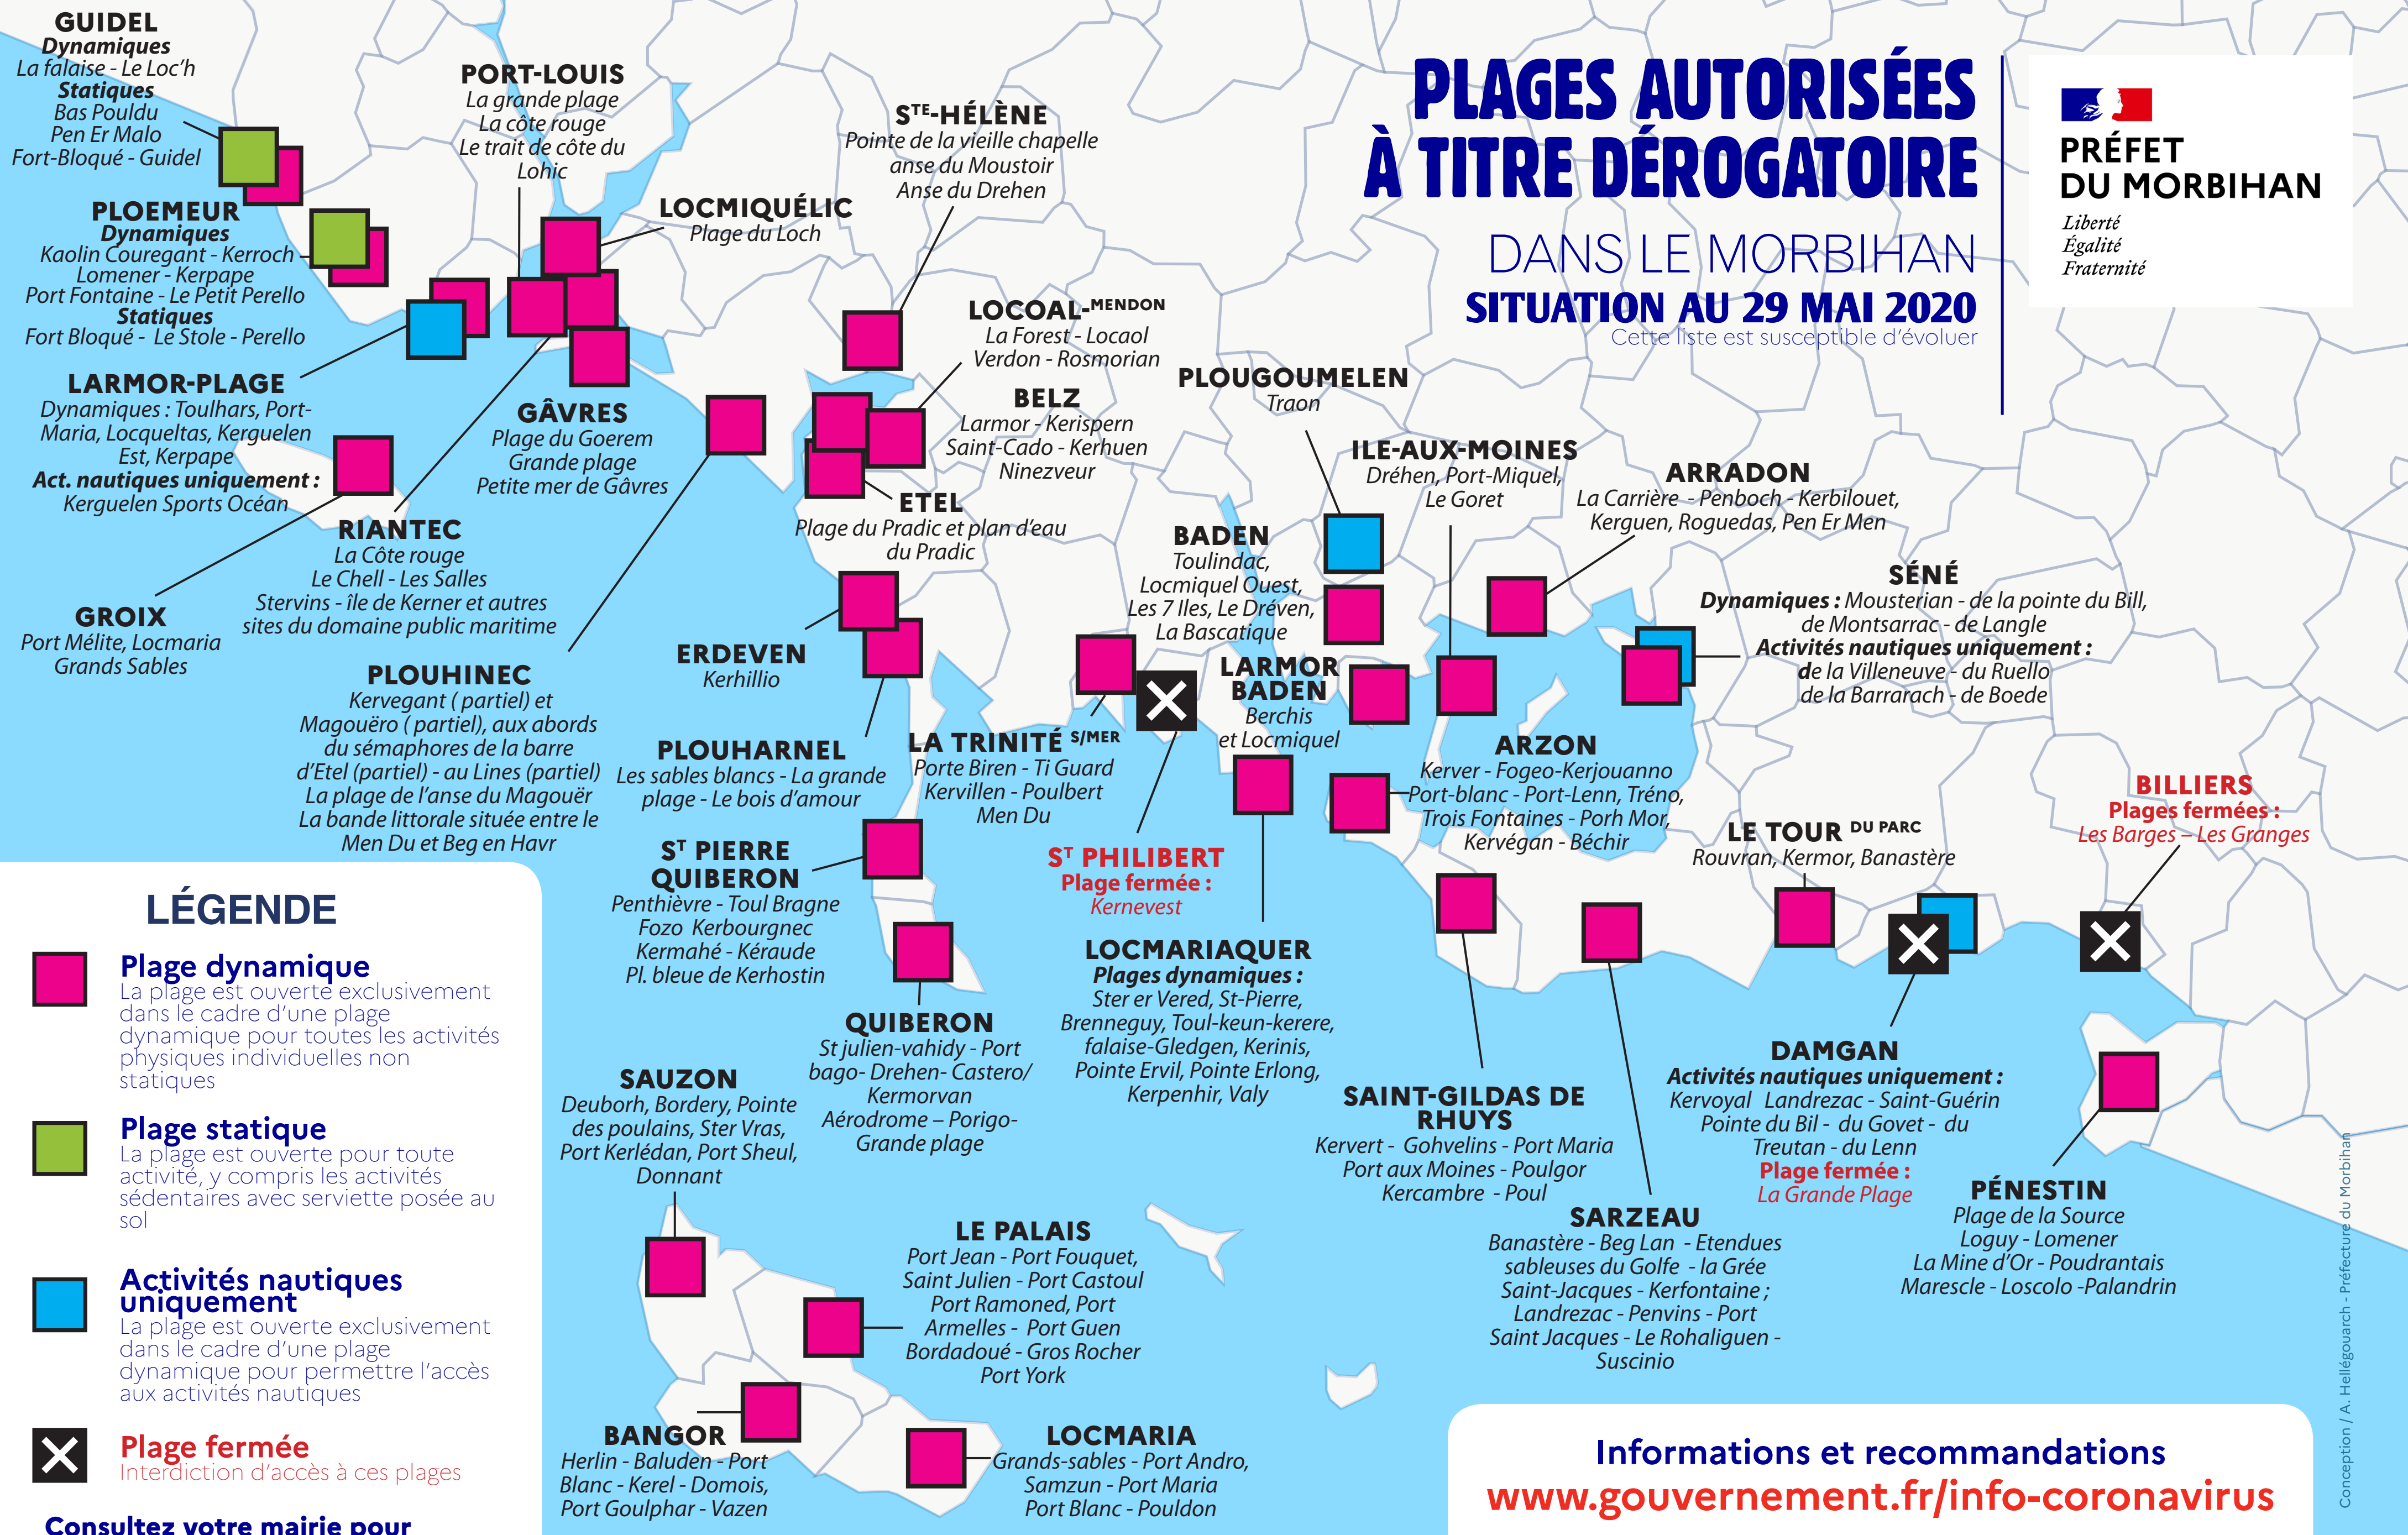 GUIDEL
Dynamiques
La falaise - Le Loc'h
Statiques
Bas Pouldu
Pen Er Malo
Fort-Bloqué - Guidel
PLOEMEUR
Dynamiques
Kaolin Couregant - Kerroch
Lomener - Kerpape
Port Fontaine - Le Petit Perello
Statiques
Fort Bloqué - Le Stole - Perello
LARMOR-PLAGE
Dynamiques : Toulhars, Port-
Maria, Locqueltas, Kerguelen
Est, Kerpape
Act. nautiques uniquement :
Kerguelen Sports Océan
GROIX
Port Mélite, Locmaria
Grands Sables
PORT-LOUIS
La grande plage
La côte rouge
Le trait de côte du
Lohic
LOCMIQUÉLIC
Plage du Loch
GÂVRES
Plage du Goerem
Grande plage
Petite mer de Gâvres
RIANTEC
La Côte rouge
Le Chell - Les Salles
Stervins - île de Kerner et autres
sites du domaine public maritime
PLOUHINEC
Kervegant ( partiel) et
Magouëro ( partiel), aux abords
du sémaphores de la barre
d'Etel (partiel) - au Lines (partiel)
La plage de l'anse du Magouër
La bande littorale située entre le
Men Du et Beg en Havr
STE-HÉLÈNE
Pointe de la vieille chapelle
anse du Moustoir
Anse du Drehen
LOCOAL-MENDON
La Forest - Locaol
Verdon - Rosmorian
BELZ
Larmor - Kerispern
Saint-Cado - Kerhuen
Ninezveur
ETEL
Plage du Pradic et plan d'eau
du Pradic
ERDEVEN
Kerhillio
PLOUHARNEL
Les sables blancs - La grande
plage - Le bois d'amour
ST PIERRE
QUIBERON
Penthièvre - Toul Bragne
Fozo Kerbourgnec
Kermahé - Kéraude
Pl. bleue de Kerhostin
QUIBERON
St julien-vahidy - Port
bago- Drehen- Castero/
Kermorvan
Aérodrome – Porigo-
Grande plage
LA TRINITÉ S/MER
Porte Biren - Ti Guard
Kervillen - Poulbert
Men Du
ST PHILIBERT
Plage fermée :
Kernevest
PLOUGOUMELEN
Traon
BADEN
Toulindac,
Locmiquel Ouest,
Les 7 Iles, Le Dréven,
La Bascatique
LARMOR
BADEN
Berchis
et Locmiquel
LOCMARIAQUER
Plages dynamiques :
Ster er Vered, St-Pierre,
Brenneguy, Toul-keun-kerere,
falaise-Gledgen, Kerinis,
Pointe Ervil, Pointe Erlong,
Kerpenhir, Valy
ILE-AUX-MOINES
Dréhen, Port-Miquel,
Le Goret
ARRADON
La Carrière - Penboch - Kerbilouet,
Kerguen, Roguedas, Pen Er Men
SÉNÉ
Dynamiques : Mousterian - de la pointe du Bill,
de Montsarrac - de Langle
Activités nautiques uniquement :
de la Villeneuve - du Ruello
de la Barrarach - de Boede
ARZON
Kerver - Fogeo-Kerjouanno
Port-blanc - Port-Lenn, Tréno,
Trois Fontaines - Porh Mor,
Kervégan - Béchir
LE TOUR DU PARC
Rouvran, Kermor, Banastère
BILLIERS
Plages fermées :
Les Barges – Les Granges
SAINT-GILDAS DE
RHUYS
Kervert - Gohvelins - Port Maria
Port aux Moines - Poulgor
Kercambre - Poul
SARZEAU
Banastère - Beg Lan - Etendues
sableuses du Golfe - la Grée
Saint-Jacques - Kerfontaine ;
Landrezac - Penvins - Port
Saint Jacques - Le Rohaliguen -
Suscinio
DAMGAN
Activités nautiques uniquement :
Kervoyal Landrezac - Saint-Guérin
Pointe du Bil - du Govet - du
Treutan - du Lenn
Plage fermée :
La Grande Plage
PÉNESTIN
Plage de la Source
Loguy - Lomener
La Mine d'Or - Poudrantais
Marescle - Loscolo -Palandrin
SAUZON
Deuborh, Bordery, Pointe
des poulains, Ster Vras,
Port Kerlédan, Port Sheul,
Donnant
LE PALAIS
Port Jean - Port Fouquet,
Saint Julien - Port Castoul
Port Ramoned, Port
Armelles - Port Guen
Bordadoué - Gros Rocher
Port York
BANGOR
Herlin - Baluden - Port
Blanc - Kerel - Domois,
Port Goulphar - Vazen
LOCMARIA
Grands-sables - Port Andro,
Samzun - Port Maria
Port Blanc - Pouldon
PLAGES AUTORISÉES
À TITRE DÉROGATOIRE
DANS LE MORBIHAN
SITUATION AU 29 MAI 2020
Cette liste est susceptible d'évoluer
PRÉFET
DU MORBIHAN
Liberté
Égalité
Fraternité
LÉGENDE
Plage dynamique
La plage est ouverte exclusivement
dans le cadre d'une plage
dynamique pour toutes les activités
physiques individuelles non
statiques
Plage statique
La plage est ouverte pour toute
activité, y compris les activités
sédentaires avec serviette posée au
sol
Activités nautiques
uniquement
La plage est ouverte exclusivement
dans le cadre d'une plage
dynamique pour permettre l'accès
aux activités nautiques
Plage fermée
Interdiction d'accès à ces plages
Consultez votre mairie pour
Informations et recommandations
www.gouvernement.fr/info-coronavirus
Conception / A. Hellégouarch - Préfecture du Morbihan